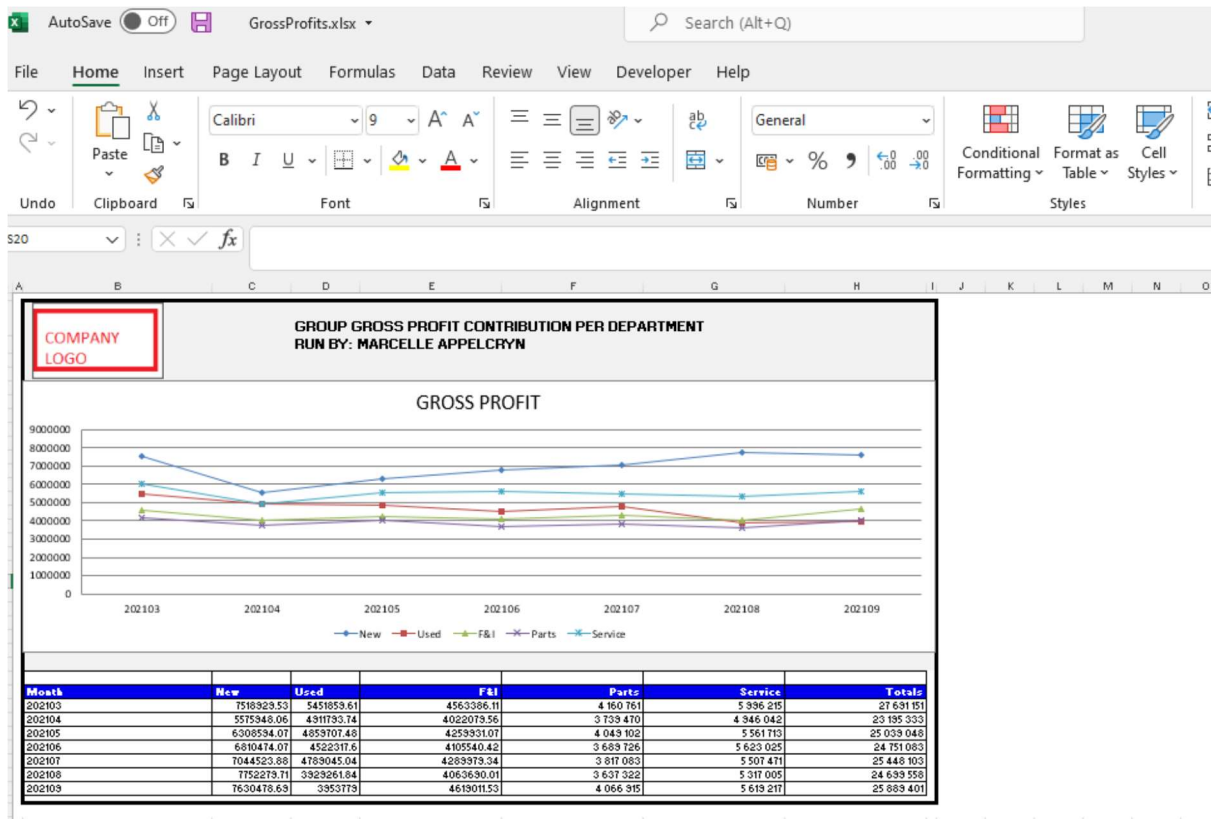 AutoSave Off GrossProfits.xlsx Search (Alt+Q)
File Home Insert Page Layout Formulas Data Review View Developer Help
Calibri 9 A^ A˅ ab General
Paste B I U A % 9 .00 .00 Conditional Format as Cell
Formatting Table Styles
Undo Clipboard Font Alignment Number Styles
S20 fx
A B C D E F G H I J K L M N O
COMPANY
LOGO
GROUP GROSS PROFIT CONTRIBUTION PER DEPARTMENT
RUN BY: MARCELLE APPELCRYN
GROSS PROFIT
9000000
8000000
7000000
6000000
5000000
4000000
3000000
2000000
1000000
0
202103 202104 202105 202106 202107 202108 202109
New Used F&I Parts Service
Month New Used F&I Parts Service Totals
202103 7518929.53 5451859.61 4563386.11 4 160 761 5 996 215 27 691 151
202104 5575948.06 4911793.74 4022079.56 3 739 470 4 946 042 23 195 333
202105 6308594.07 4859707.48 4259931.07 4 049 102 5 561 713 25 039 048
202106 6810474.07 4522317.6 4105540.42 3 689 726 5 623 025 24 751 083
202107 7044523.88 4789045.04 4289979.34 3 817 083 5 507 471 25 448 103
202108 7752279.71 3929261.84 4063690.01 3 637 322 5 317 005 24 699 558
202109 7630478.69 3953779 4619011.53 4 066 915 5 619 217 25 889 401